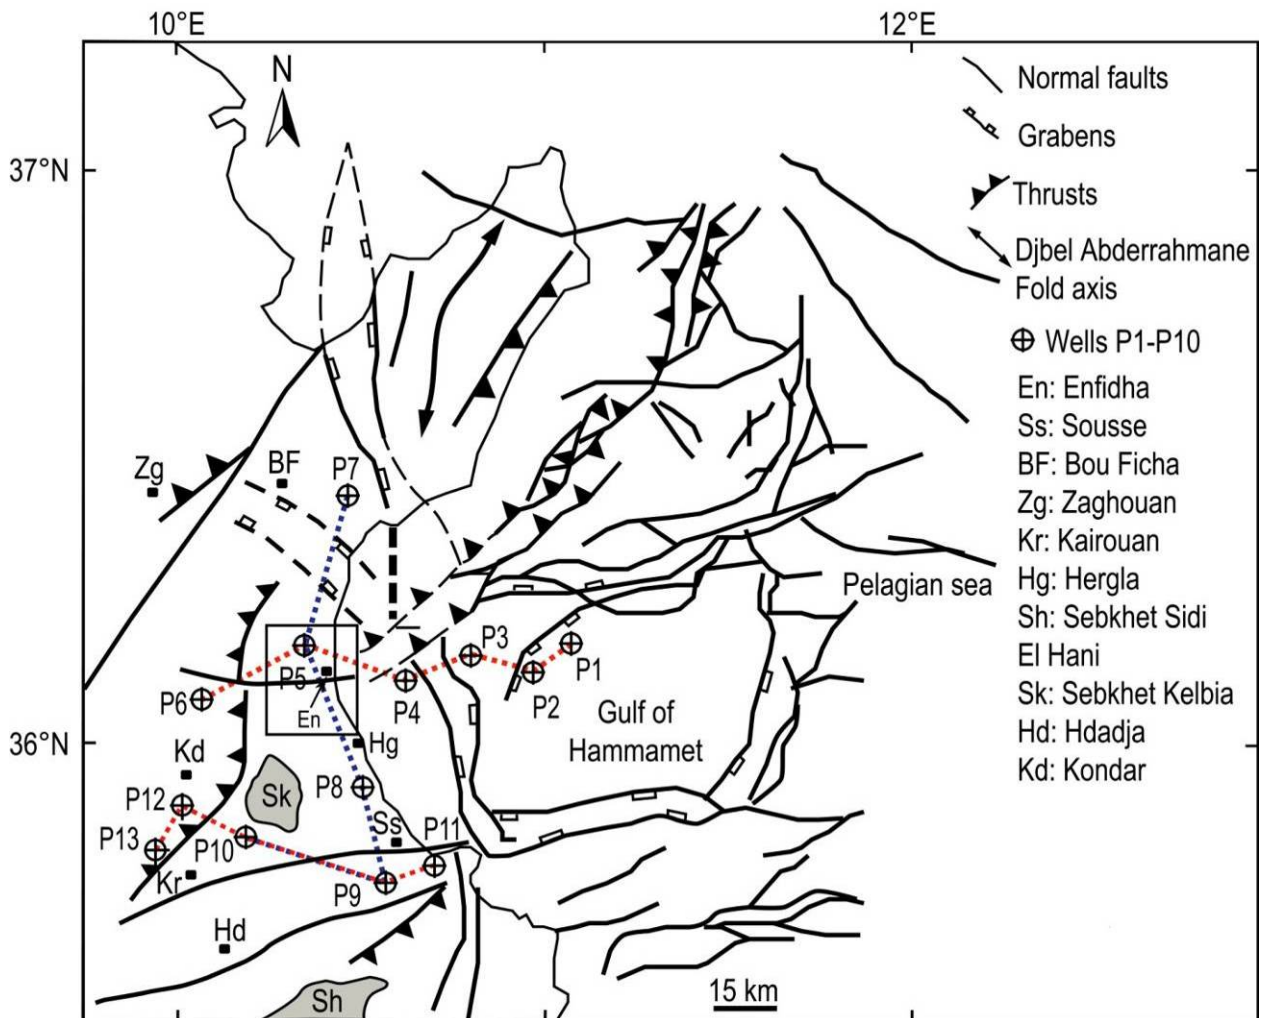 10°E
12°E
N
37°N
36°N
Normal faults
Grabens
Thrusts
Djbel Abderrahmane
Fold axis
Wells P1-P10
En: Enfidha
Ss: Sousse
BF: Bou Ficha
Zg: Zaghouan
Kr: Kairouan
Hg: Hergla
Sh: Sebkhet Sidi
El Hani
Sk: Sebkhet Kelbia
Hd: Hdadja
Kd: Kondar
Zg
BF
P7
Pelagian sea
P3
P1
P5
P2
P6
P4
En
Gulf of
Hammamet
Hg
Kd
P8
Sk
P12
Ss
P11
P13
P10
Kr
P9
Hd
15 km
Sh